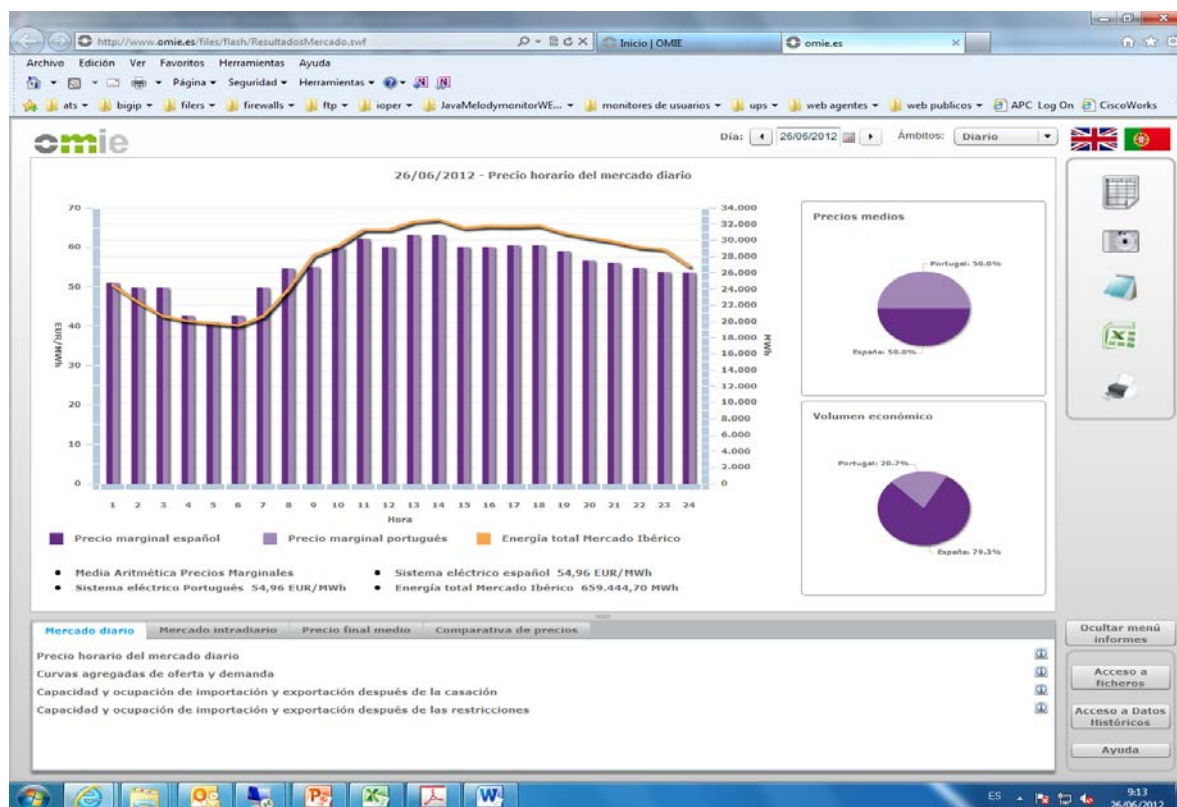 http://www.omie.es/files/flash/ResultadosMercado.swf
Inicio | OMIE
omie.es
Archivo Edición Ver Favoritos Herramientas Ayuda
Página Seguridad Herramientas
ats bigip filers firewalls ftp ioper JavaMelodymonitorWE... monitores de usuarios ups web agentes web publicos APC Log On CiscoWorks
omie
Día: 26/06/2012 Ámbitos: Diario
26/06/2012 - Precio horario del mercado diario
70
60
50
40
30
20
10
0
EUR/MWh
34.000
32.000
30.000
28.000
26.000
24.000
22.000
20.000
18.000
16.000
14.000
12.000
10.000
8.000
6.000
4.000
2.000
0
MWh
1 2 3 4 5 6 7 8 9 10 11 12 13 14 15 16 17 18 19 20 21 22 23 24
Hora
Precio marginal español Precio marginal portugués Energía total Mercado Ibérico
• Media Aritmética Precios Marginales • Sistema eléctrico español 54,96 EUR/MWh
• Sistema eléctrico Portugués 54,96 EUR/MWh • Energía total Mercado Ibérico 659.444,70 MWh
Precios medios
Portugal: 50.0%
España: 50.0%
Volumen económico
Portugal: 20.7%
España: 79.3%
Mercado diario Mercado intradiario Precio final medio Comparativa de precios
Precio horario del mercado diario
Curvas agregadas de oferta y demanda
Capacidad y ocupación de importación y exportación después de la casación
Capacidad y ocupación de importación y exportación después de las restricciones
Ocultar menú
informes
Acceso a
ficheros
Acceso a Datos
Históricos
Ayuda
ES
9:13
26/06/2012